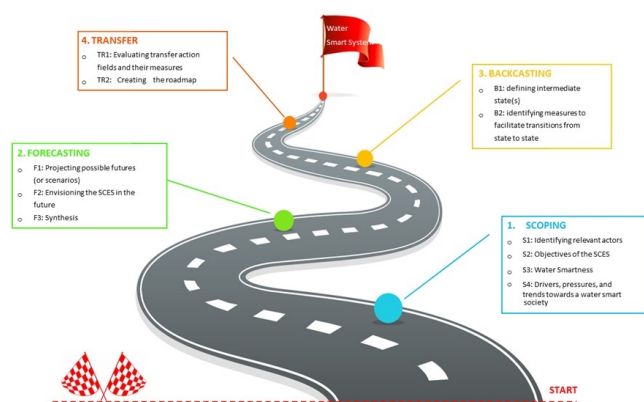 Water
Smart System
4. TRANSFER
TR1: Evaluating transfer action
fields and their measures
TR2: Creating the roadmap
3. BACKCASTING
B1: defining intermediate
state(s)
B2: identifying measures to
facilitate transitions from
state to state
2. FORECASTING
F1: Projecting possible futures
(or scenarios)
F2: Envisioning the SCES in the
future
F3: Synthesis
1. SCOPING
S1: Identifying relevant actors
S2: Objectives of the SCES
S3: Water Smartness
S4: Drivers, pressures, and
trends towards a water smart
society
START